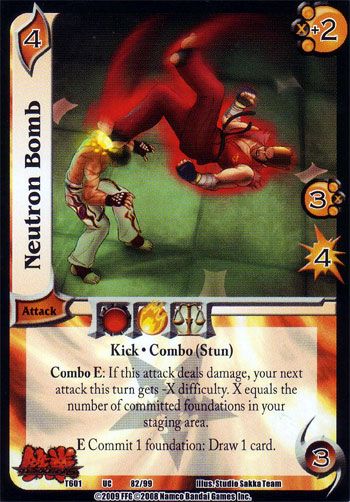 4
X +2
Neutron Bomb
3
4
Attack
Kick • Combo (Stun)
Combo E: If this attack deals damage, your next
attack this turn gets -X difficulty. X equals the
number of committed foundations in your
staging area.
E Commit 1 foundation: Draw 1 card.
3
T601 UC 82/99 Illus. Studio Sakka Team
©2009 FFG ©2008 Namco Bandai Games Inc.